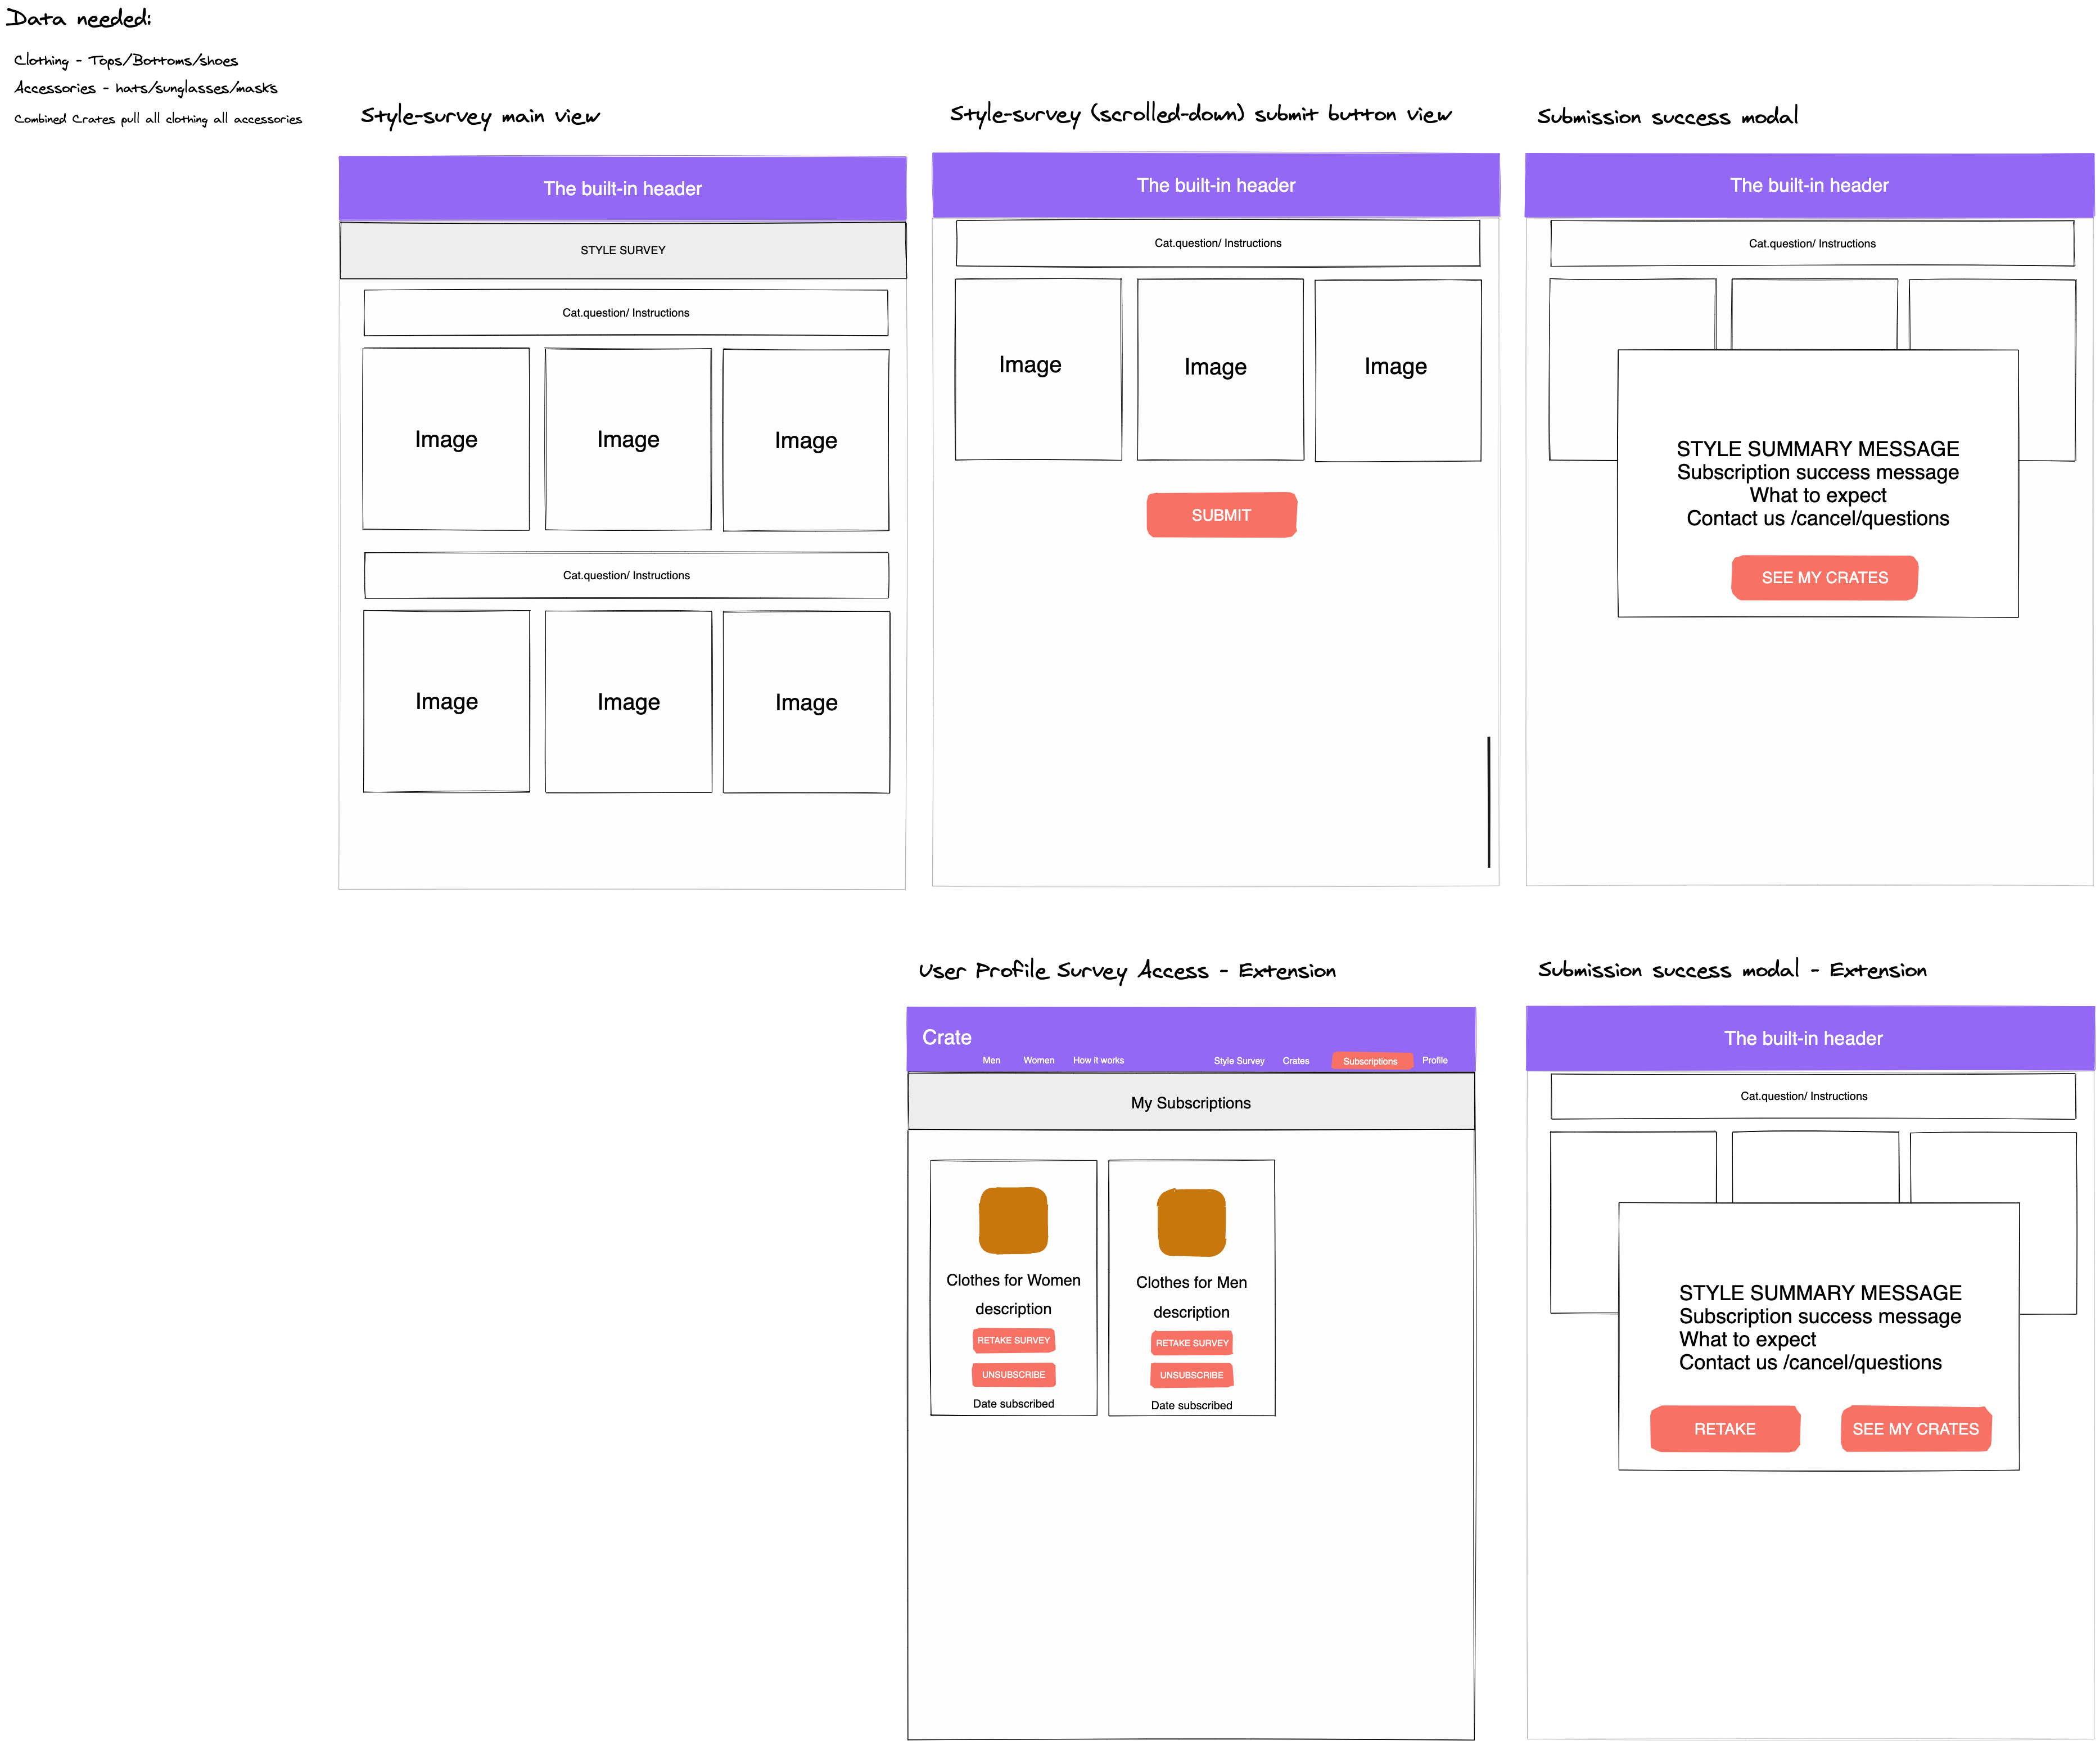 Data needed:
Clothing - Tops/Bottoms/shoes
Accessories - hats/sunglasses/masks
Combined Crates pull all clothing all accessories
Style-survey main view
The built-in header
STYLE SURVEY
Cat.question/ Instructions
Image
Image
Image
Cat.question/ Instructions
Image
Image
Image
Style-survey (scrolled-down) submit button view
The built-in header
Cat.question/ Instructions
Image
Image
Image
SUBMIT
Submission success modal
The built-in header
Cat.question/ Instructions
STYLE SUMMARY MESSAGE
Subscription success message
What to expect
Contact us /cancel/questions
SEE MY CRATES
User Profile Survey Access - Extension
Crate
Men
Women
How it works
Style Survey
Crates
Subscriptions
Profile
My Subscriptions
Clothes for Women
description
RETAKE SURVEY
UNSUBSCRIBE
Date subscribed
Clothes for Men
description
RETAKE SURVEY
UNSUBSCRIBE
Date subscribed
Submission success modal - Extension
The built-in header
Cat.question/ Instructions
STYLE SUMMARY MESSAGE
Subscription success message
What to expect
Contact us /cancel/questions
RETAKE
SEE MY CRATES